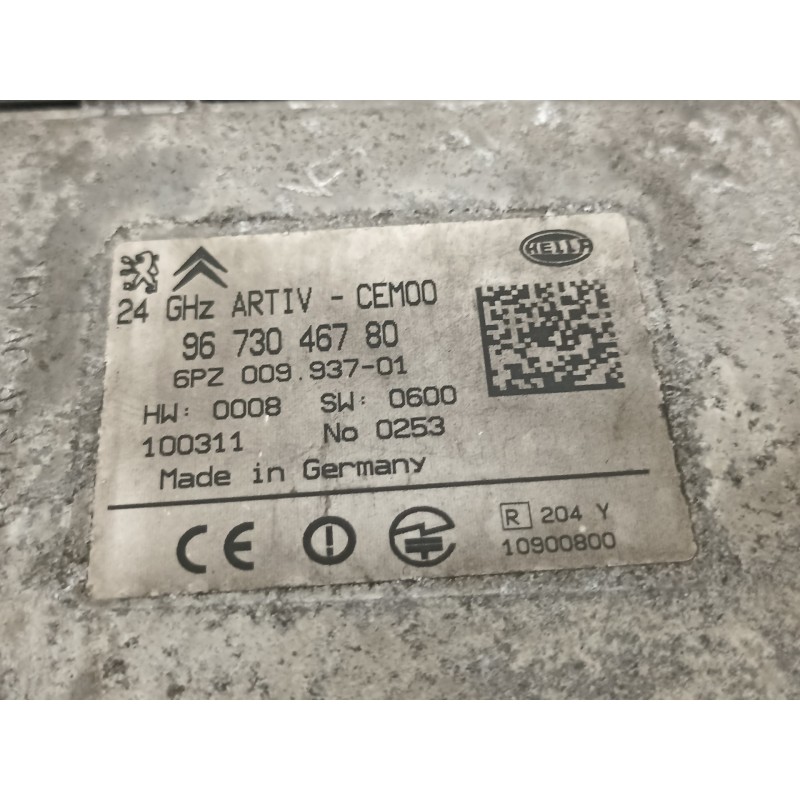 HELLA
24 GHz ARTIV - CEM00
96 730 467 80
6PZ 009.937-01
HW: 0008 SW: 0600
100311 No 0253
Made in Germany
CE
R 204 Y
10900800